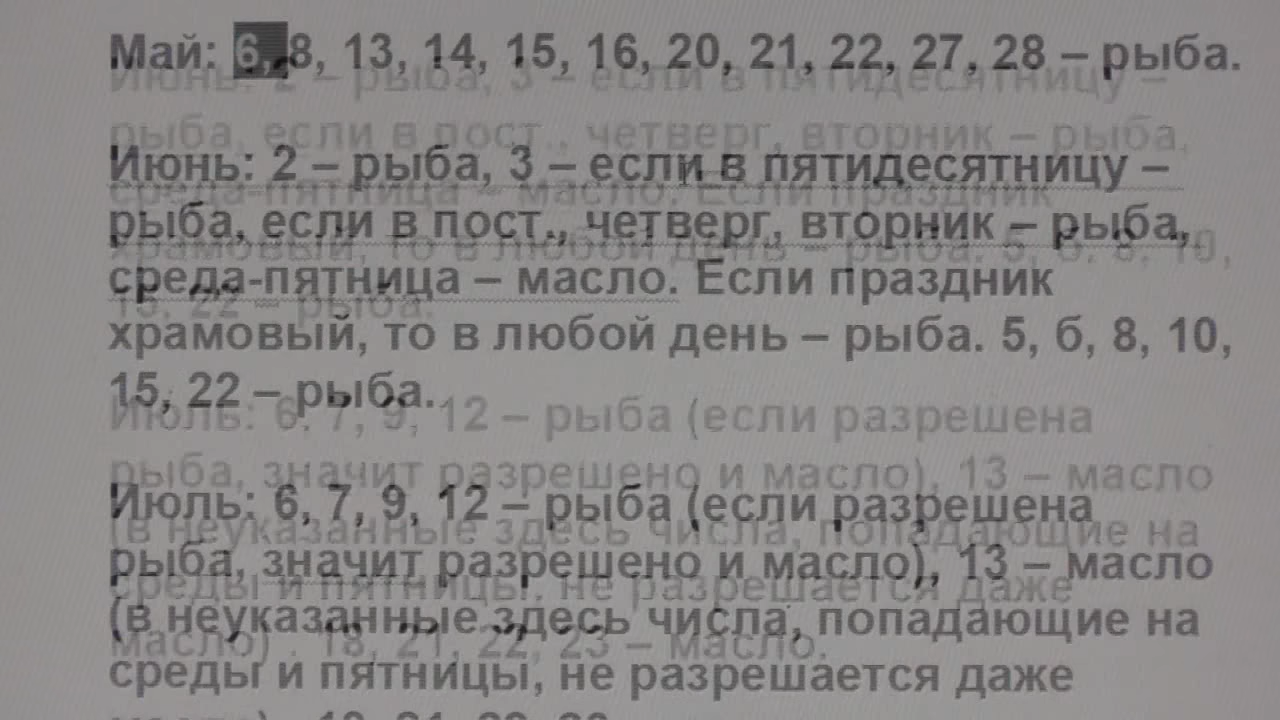 Май: 6, 8, 13, 14, 15, 16, 20, 21, 22, 27, 28 – рыба.
Июнь: 2 – рыба, 3 – если в пятидесятницу –
рыба, если в пост., четверг, вторник – рыба,
среда-пятница – масло. Если праздник
храмовый, то в любой день – рыба. 5, б, 8, 10,
15, 22 – рыба.
Июль: 6, 7, 9, 12 – рыба (если разрешена
рыба, значит разрешено и масло), 13 – масло
(в неуказанные здесь числа, попадающие на
среды и пятницы, не разрешается даже